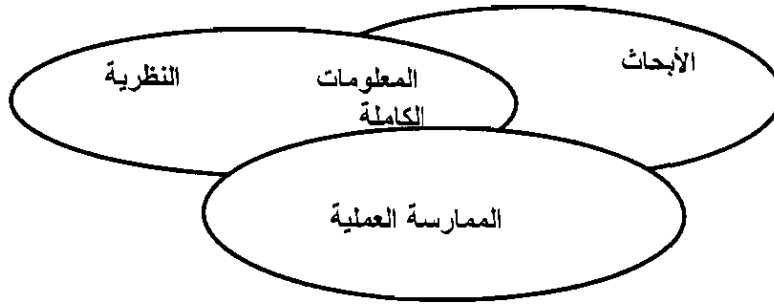 الأبحاث
المعلومات
الكاملة
النظرية
الممارسة العملية